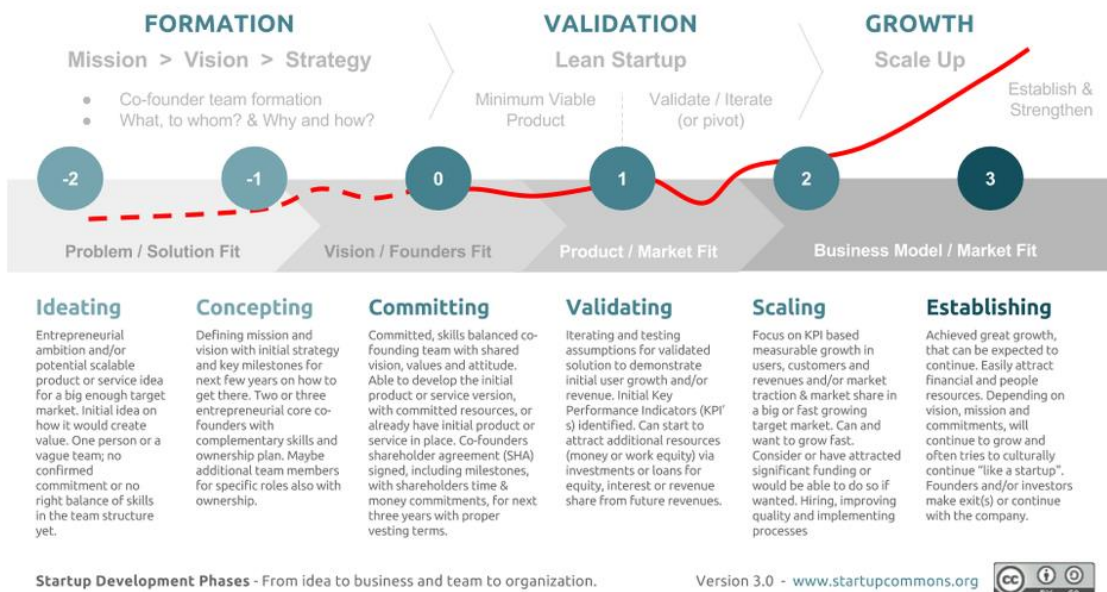 FORMATION
Mission > Vision > Strategy
● Co-founder team formation
● What, to whom? & Why and how?
VALIDATION
Lean Startup
Minimum Viable
Product
Validate / Iterate
(or pivot)
GROWTH
Scale Up
Establish &
Strengthen
-2
-1
0
1
2
3
Problem / Solution Fit
Vision / Founders Fit
Product / Market Fit
Business Model / Market Fit
Ideating
Entrepreneurial
ambition and/or
potential scalable
product or service idea
for a big enough target
market. Initial idea on
how it would create
value. One person or a
vague team; no
confirmed
commitment or no
right balance of skills
in the team structure
yet.
Concepting
Defining mission and
vision with initial strategy
and key milestones for
next few years on how to
get there. Two or three
entrepreneurial core co-
founders with
complementary skills and
ownership plan. Maybe
additional team members
for specific roles also with
ownership.
Committing
Committed, skills balanced co-
founding team with shared
vision, values and attitude.
Able to develop the initial
product or service version,
with committed resources, or
already have initial product or
service in place. Co-founders
shareholder agreement (SHA)
signed, including milestones,
with shareholders time &
money commitments, for next
three years with proper
vesting terms.
Validating
Iterating and testing
assumptions for validated
solution to demonstrate
initial user growth and/or
revenue. Initial Key
Performance Indicators (KPI'
s) identified. Can start to
attract additional resources
(money or work equity) via
investments or loans for
equity, interest or revenue
share from future revenues.
Scaling
Focus on KPI based
measurable growth in
users, customers and
revenues and/or market
traction & market share in
a big or fast growing
target market. Can and
want to grow fast.
Consider or have attracted
significant funding or
would be able to do so if
wanted. Hiring, improving
quality and implementing
processes
Establishing
Achieved great growth,
that can be expected to
continue. Easily attract
financial and people
resources. Depending on
vision, mission and
commitments, will
continue to grow and
often tries to culturally
continue "like a startup".
Founders and/or investors
make exit(s) or continue
with the company.
Startup Development Phases - From idea to business and team to organization.
Version 3.0 - www.startupcommons.org
cc